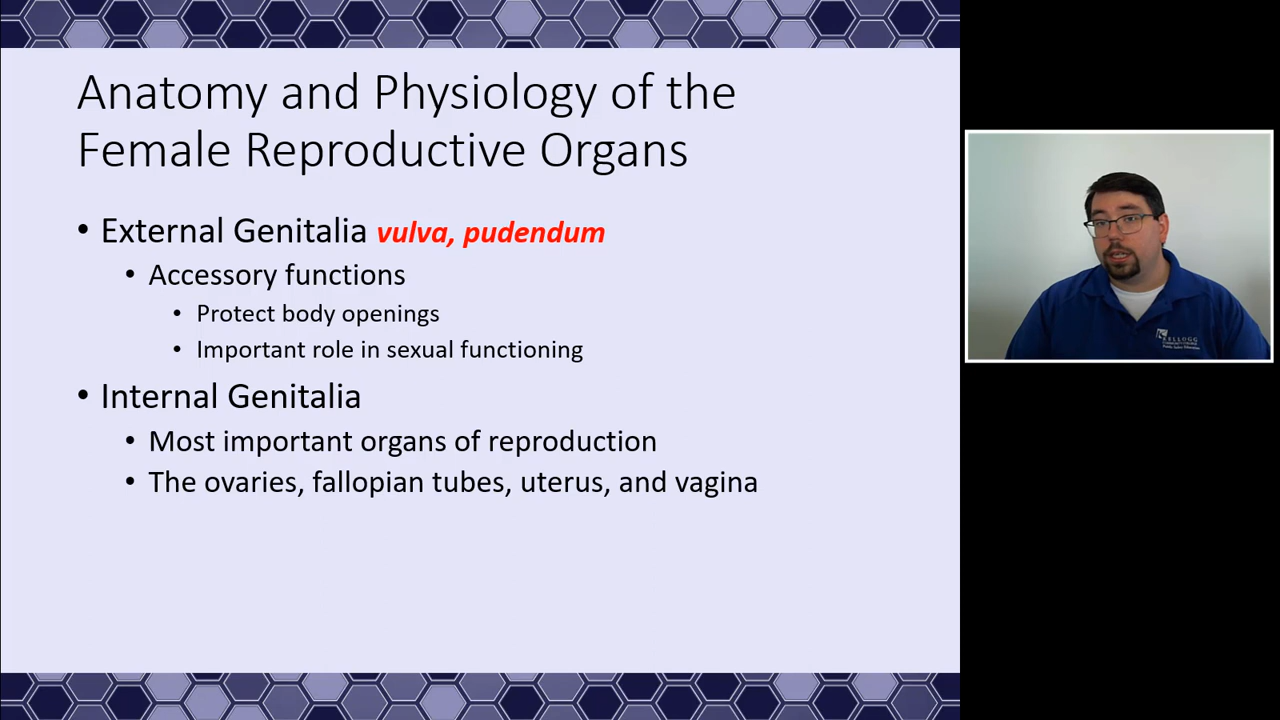 Anatomy and Physiology of the
Female Reproductive Organs
• External Genitalia vulva, pudendum
• Accessory functions
• Protect body openings
• Important role in sexual functioning
• Internal Genitalia
• Most important organs of reproduction
• The ovaries, fallopian tubes, uterus, and vagina
KELLOGG